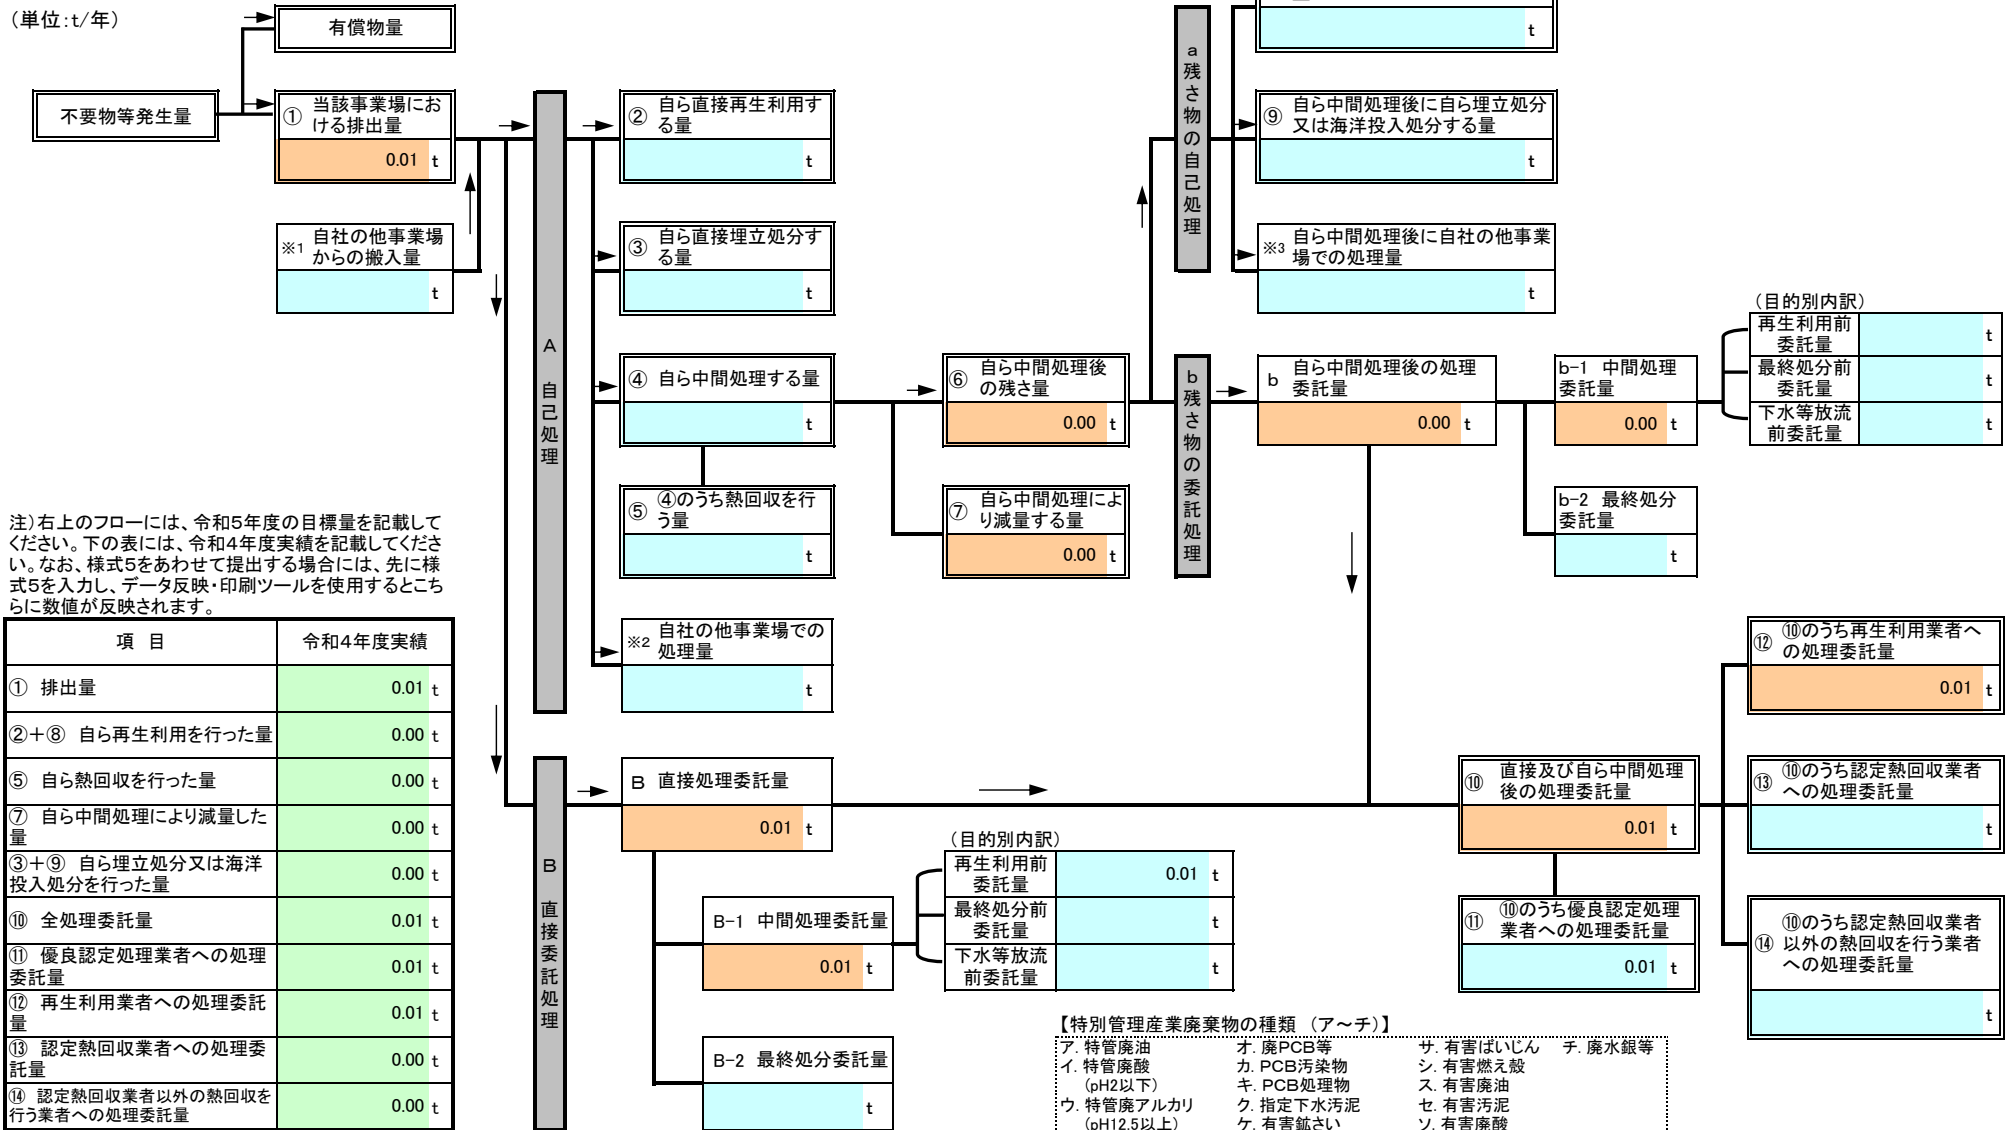 （単位：t/年）
有償物量
t
不要物等発生量
① 当該事業場にお
ける排出量
0.01 t
※1 自社の他事業場
からの搬入量
t
A 自己処理
② 自ら直接再生利用す
る量
t
③ 自ら直接埋立処分す
る量
t
④ 自ら中間処理する量
t
⑤ ④のうち熱回収を行
う量
t
※2 自社の他事業場での
処理量
t
⑥ 自ら中間処理後
の残さ量
0.00 t
⑦ 自ら中間処理によ
り減量する量
0.00 t
a 残さ物の自己処理
⑨ 自ら中間処理後に自ら埋立処分
又は海洋投入処分する量
t
※3 自ら中間処理後に自社の他事業
場での処理量
t
b 残さ物の委託処理
b 自ら中間処理後の処理
委託量
0.00 t
b-1 中間処理
委託量
0.00 t
b-2 最終処分
委託量
t
（目的別内訳）
再生利用前
委託量
t
最終処分前
委託量
t
下水等放流
前委託量
t
注）右上のフローには、令和5年度の目標量を記載して
ください。下の表には、令和4年度実績を記載してくださ
い。なお、様式5をあわせて提出する場合には、先に様
式5を入力し、データ反映・印刷ツールを使用するとこち
らに数値が反映されます。
項 目 令和4年度実績
① 排出量 0.01 t
②＋⑧ 自ら再生利用を行った量 0.00 t
⑤ 自ら熱回収を行った量 0.00 t
⑦ 自ら中間処理により減量した
量 0.00 t
③＋⑨ 自ら埋立処分又は海洋
投入処分を行った量 0.00 t
⑩ 全処理委託量 0.01 t
⑪ 優良認定処理業者への処理
委託量 0.01 t
⑫ 再生利用業者への処理委託
量 0.01 t
⑬ 認定熱回収業者への処理委
託量 0.00 t
⑭ 認定熱回収業者以外の熱回収を
行う業者への処理委託量 0.00 t
B 直接委託処理
B 直接処理委託量
0.01 t
B-1 中間処理委託量
0.01 t
B-2 最終処分委託量
t
（目的別内訳）
再生利用前
委託量
0.01 t
最終処分前
委託量
t
下水等放流
前委託量
t
⑩ 直接及び自ら中間処理
後の処理委託量
0.01 t
⑪ ⑩のうち優良認定処理
業者への処理委託量
0.01 t
⑫ ⑩のうち再生利用業者へ
の処理委託量
0.01 t
⑬ ⑩のうち認定熱回収業者
への処理委託量
t
⑭ ⑩のうち認定熱回収業者
以外の熱回収を行う業者
への処理委託量
t
【特別管理産業廃棄物の種類 （ア～チ）】
ア．特管廃油 オ．廃PCB等 サ．有害ばいじん チ．廃水銀等
イ．特管廃酸 カ．PCB汚染物 シ．有害燃え殻
（pH2以下） キ．PCB処理物 ス．有害廃油
ウ．特管廃アルカリ ク．指定下水汚泥 セ．有害汚泥
（pH12.5以上） ケ．有害鉱さい ソ．有害廃酸